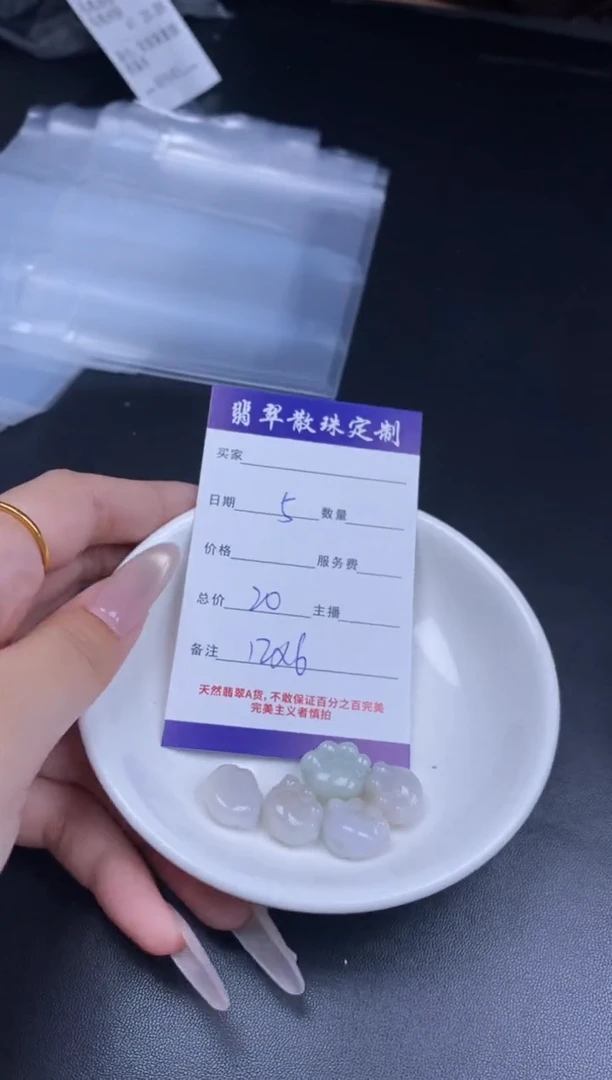 翡翠散珠定制
买家
日期 5 数量
价格 服务费
总价 20 主播
备注 12x6
天然翡翠A货,不敢保证百分之百完美
完美主义者慎拍